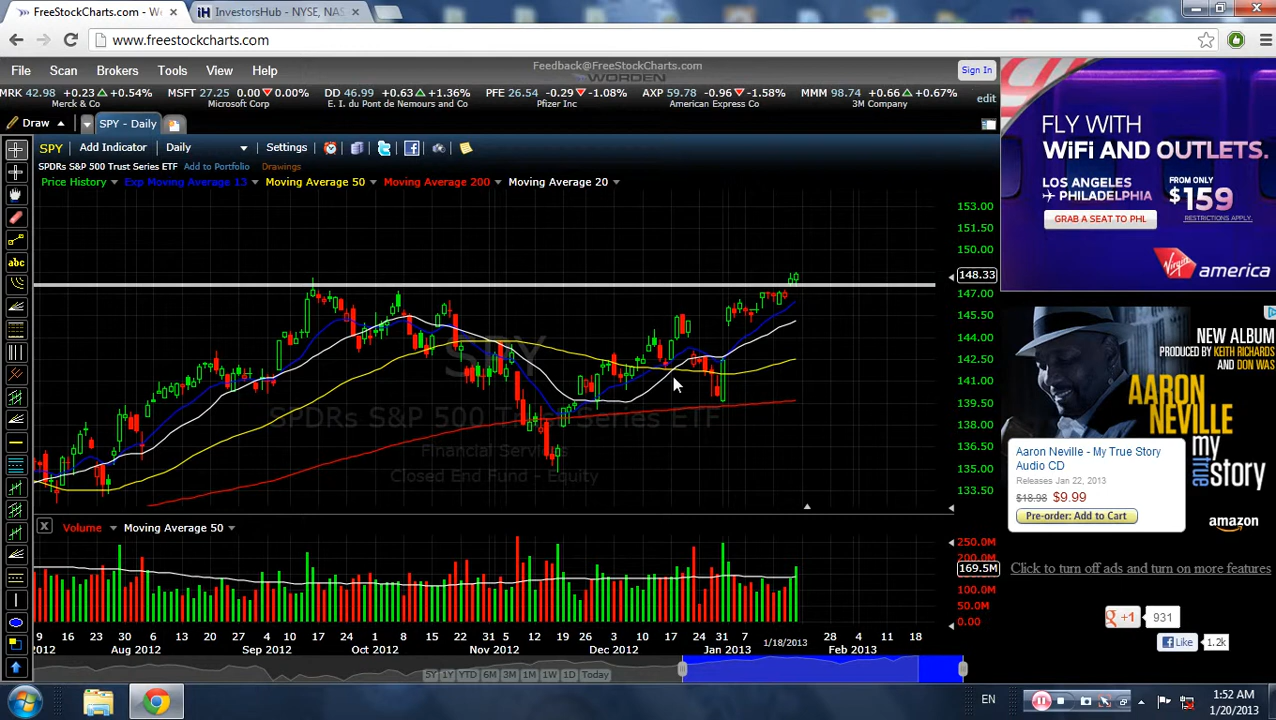 FreeStockCharts.com - We
InvestorsHub - NYSE, NAS
www.freestockcharts.com
File Scan Brokers Tools View Help
Feedback@FreeStockCharts.com
WORDEN
Sign In
MRK 42.98 +0.23 +0.54% MSFT 27.25 0.00 0.00% DD 46.99 +0.63 +1.36% PFE 26.54 -0.29 -1.08% AXP 59.78 -0.96 -1.58% MMM 98.74 +0.66 +0.67%
Merck & Co Microsoft Corp E. I. du Pont de Nemours and Co Pfizer Inc American Express Co 3M Company
edit
Draw SPY - Daily
SPY Add Indicator Daily Settings
SPDRs S&P 500 Trust Series ETF Add to Portfolio Drawings
Price History Exp Moving Average 13 Moving Average 50 Moving Average 200 Moving Average 20
153.00
151.50
150.00
148.33
147.00
145.50
144.00
142.50
141.00
139.50
138.00
136.50
135.00
133.50
SPY
SPDRs S&P 500 Trust Series ETF
Financial Services
Closed End Fund - Equity
X Volume Moving Average 50
250.0M
200.0M
169.5M
100.0M
50.0M
0.00
9 16 23 30 6 13 20 27 10 17 24 1 8 15 22 5 12 19 26 3 10 17 24 31 7 1/18/2013 28 4 11 18
2012 Aug 2012 Sep 2012 Oct 2012 Dec 2012 Jan 2013 Feb 2013
5Y 1Y YTD 6M 3M 1M 1W 1D Today
abc
FLY WITH
WiFi AND OUTLETS.
LOS ANGELES
PHILADELPHIA
FROM ONLY
$159
RESTRICTIONS APPLY.
GRAB A SEAT TO PHL
Virgin america
NEW ALBUM
PRODUCED BY KEITH RICHARDS
AND DON WAS
AARON
NEVILLE
my
true
story
Aaron Neville - My True Story
Audio CD
Releases Jan 22, 2013
$18.98 $9.99
Pre-order: Add to Cart
amazon
Click to turn off ads and turn on more features
g +1 931
f Like 1.2k
EN
1:52 AM
1/20/2013